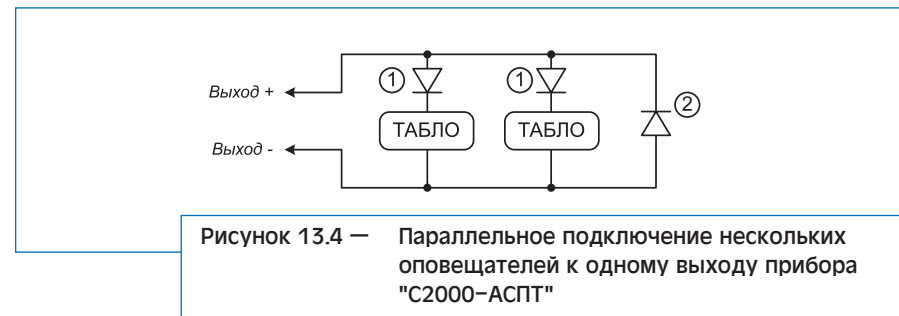 ① ① ②
Выход +
ТАБЛО ТАБЛО
Выход -
Рисунок 13.4 — Параллельное подключение нескольких
оповещателей к одному выходу прибора
"С2000-АСПТ"